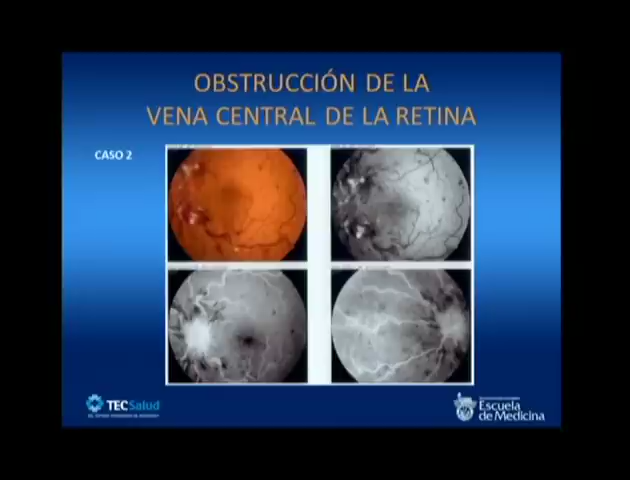 OBSTRUCCIÓN DE LA
VENA CENTRAL DE LA RETINA
CASO 2
TECSalud
Escuela
de Medicina